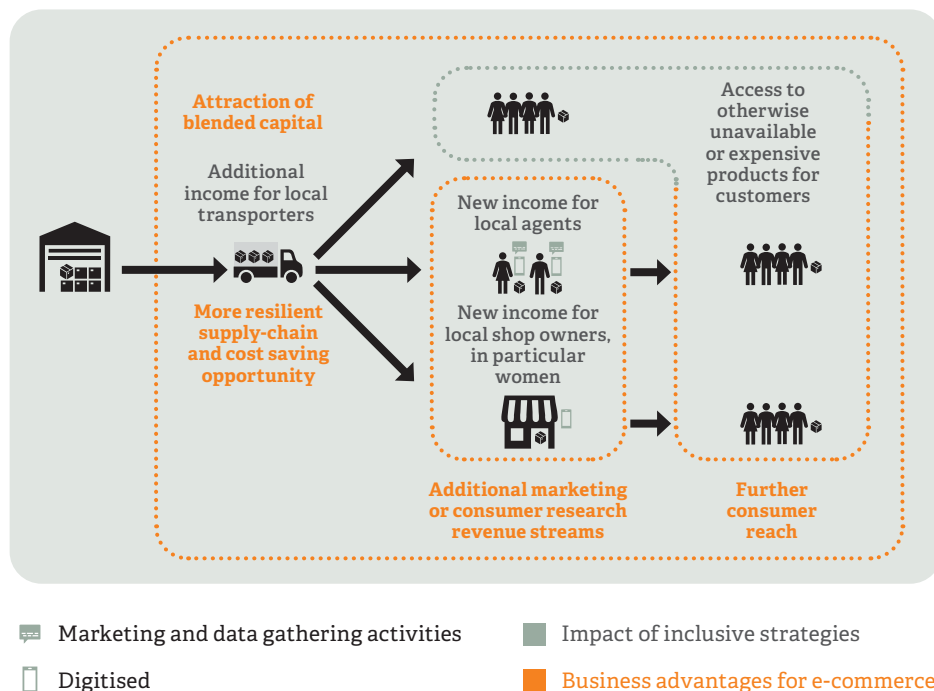 Attraction of
blended capital
Additional
income for local
transporters
More resilient
supply-chain
and cost saving
opportunity
New income for
local agents
New income for
local shop owners,
in particular
women
Additional marketing
or consumer research
revenue streams
Access to
otherwise
unavailable
or expensive
products for
customers
Further
consumer
reach
Marketing and data gathering activities
Digitised
Impact of inclusive strategies
Business advantages for e-commerce